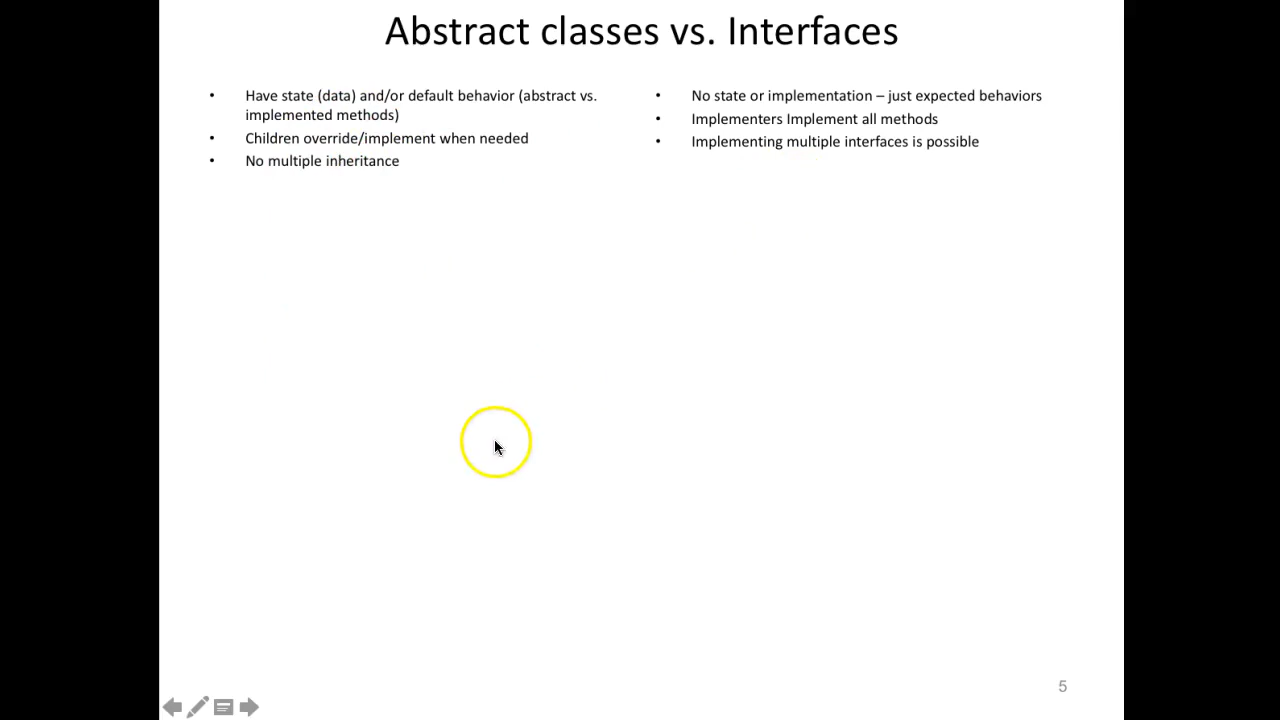 Abstract classes vs. Interfaces
• Have state (data) and/or default behavior (abstract vs.
implemented methods)
• Children override/implement when needed
• No multiple inheritance
• No state or implementation – just expected behaviors
• Implementers Implement all methods
• Implementing multiple interfaces is possible
5